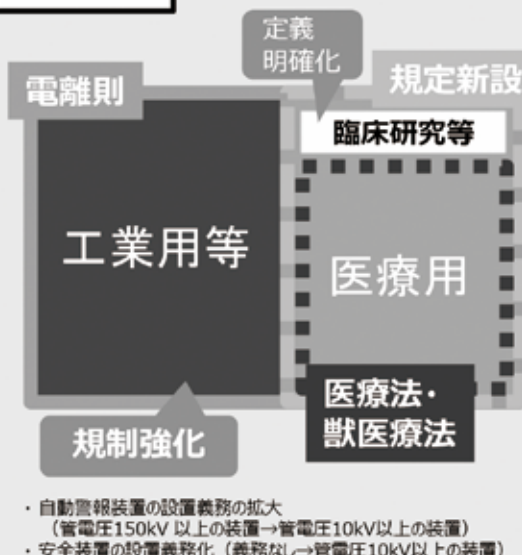 定義
明確化
電離則
規定新設
臨床研究等
工業用等
医療用
医療法・
獣医療法
規制強化
・自動警報装置の設置義務の拡大
（管電圧150kV 以上の装置→管電圧10kV以上の装置）
・安全装置の設置義務化（義務なし→管電圧10kV以上の装置）